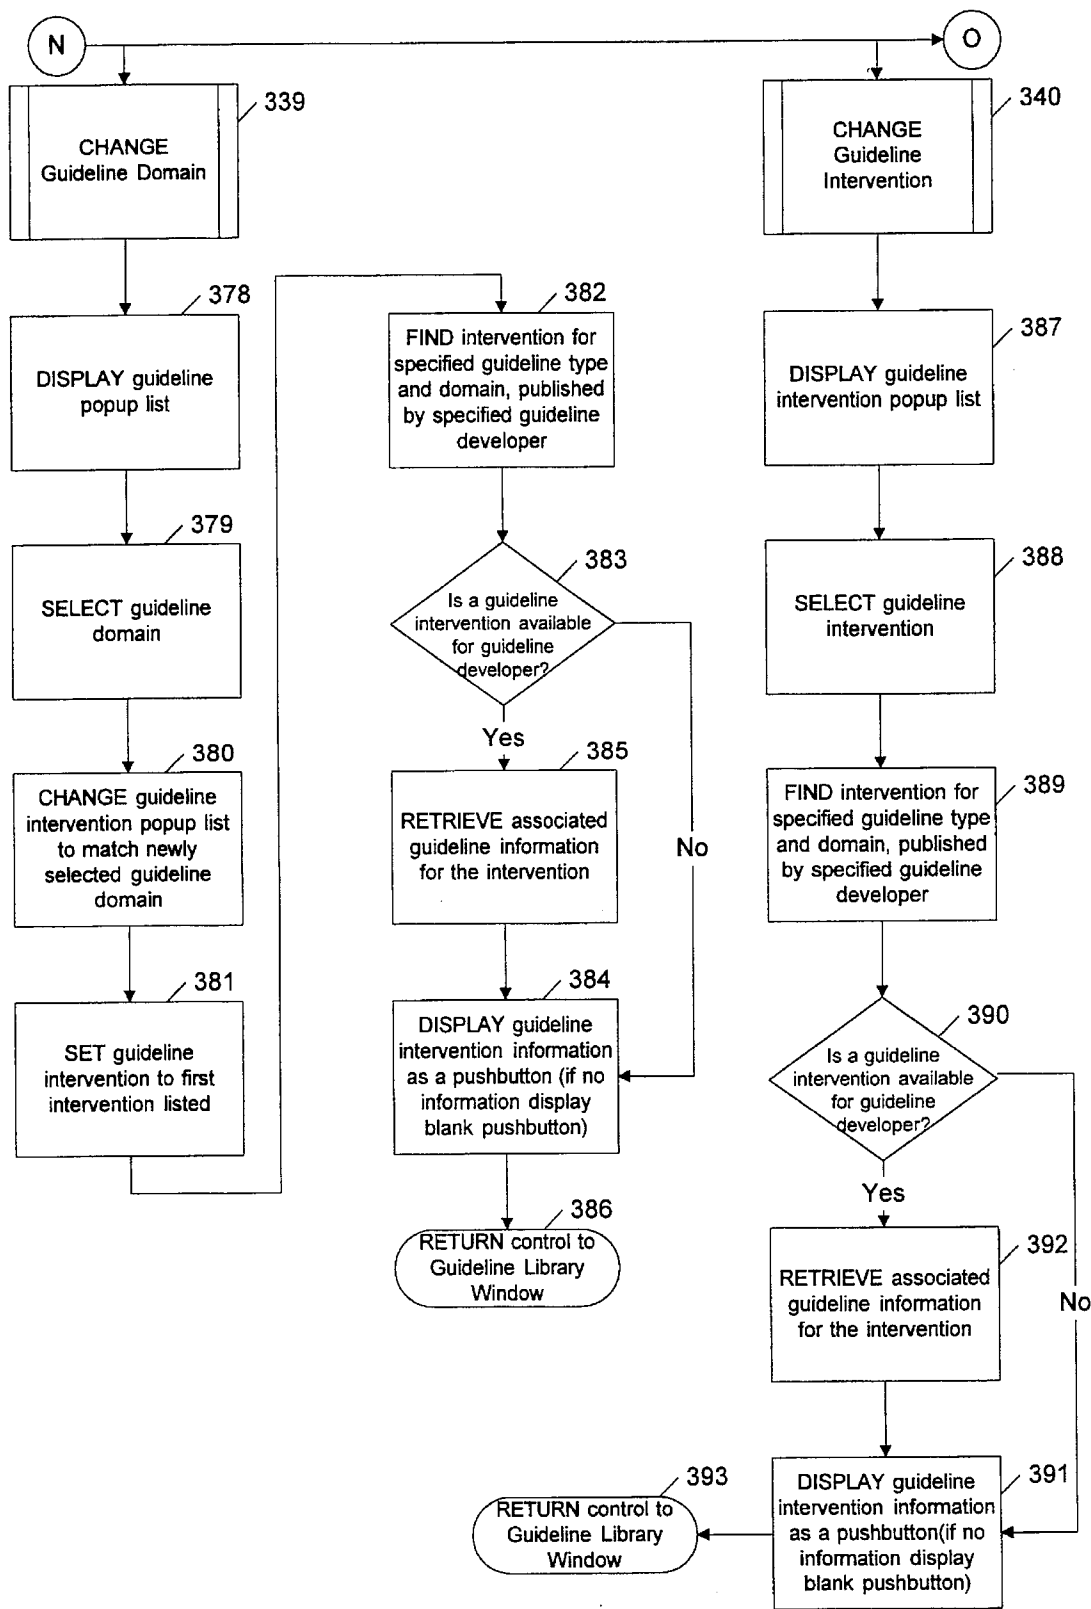 N
O
339
CHANGE
Guideline Domain
340
CHANGE
Guideline
Intervention
378
DISPLAY guideline
popup list
379
SELECT guideline
domain
380
CHANGE guideline
intervention popup list
to match newly
selected guideline
domain
381
SET guideline
intervention to first
intervention listed
382
FIND intervention for
specified guideline type
and domain, published
by specified guideline
developer
383
Is a guideline
intervention available
for guideline
developer?
Yes
No
385
RETRIEVE associated
guideline information
for the intervention
384
DISPLAY guideline
intervention information
as a pushbutton (if no
information display
blank pushbutton)
386
RETURN control to
Guideline Library
Window
387
DISPLAY guideline
intervention popup list
388
SELECT guideline
intervention
389
FIND intervention for
specified guideline type
and domain, published
by specified guideline
developer
390
Is a guideline
intervention available
for guideline
developer?
Yes
No
392
RETRIEVE associated
guideline information
for the intervention
391
DISPLAY guideline
intervention information
as a pushbutton(if no
information display
blank pushbutton)
393
RETURN control to
Guideline Library
Window